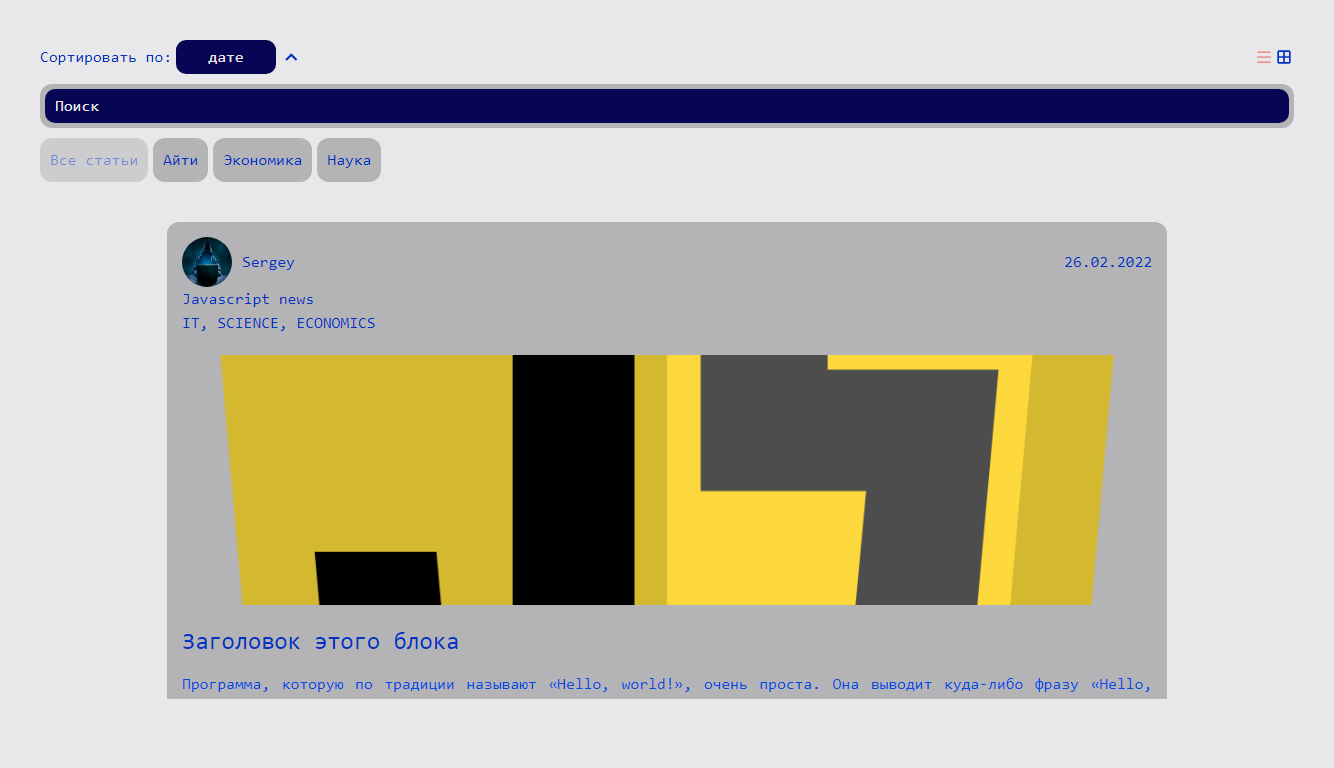 Сортировать по: дате
Поиск
Все статьи Айти Экономика Наука
Sergey 26.02.2022
Javascript news
IT, SCIENCE, ECONOMICS
Заголовок этого блока
Программа, которую по традиции называют «Hello, world!», очень проста. Она выводит куда-либо фразу «Hello,